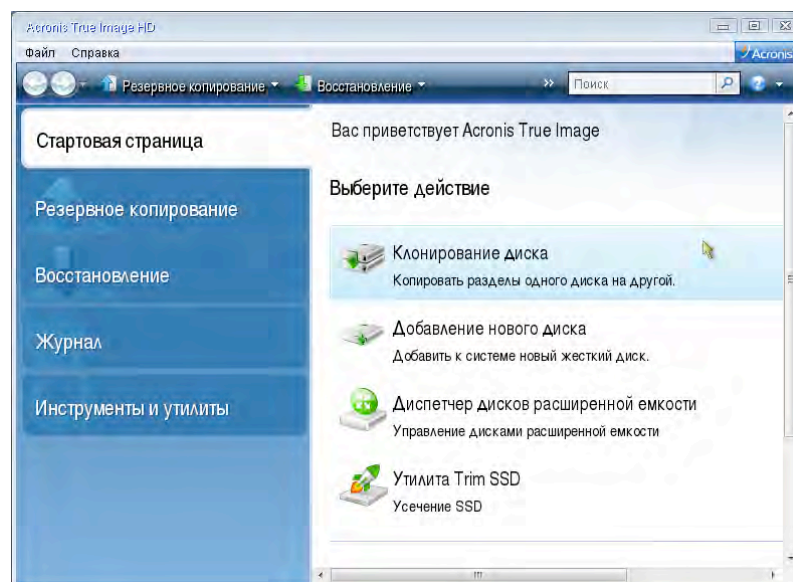 Acronis True Image HD
Файл Справка
Acronis
Резервное копирование Восстановление » Поиск
Стартовая страница
Резервное копирование
Восстановление
Журнал
Инструменты и утилиты
Вас приветствует Acronis True Image
Выберите действие
Клонирование диска
Копировать разделы одного диска на другой.
Добавление нового диска
Добавить к системе новый жесткий диск.
Диспетчер дисков расширенной емкости
Управление дисками расширенной емкости
Утилита Trim SSD
Усечение SSD